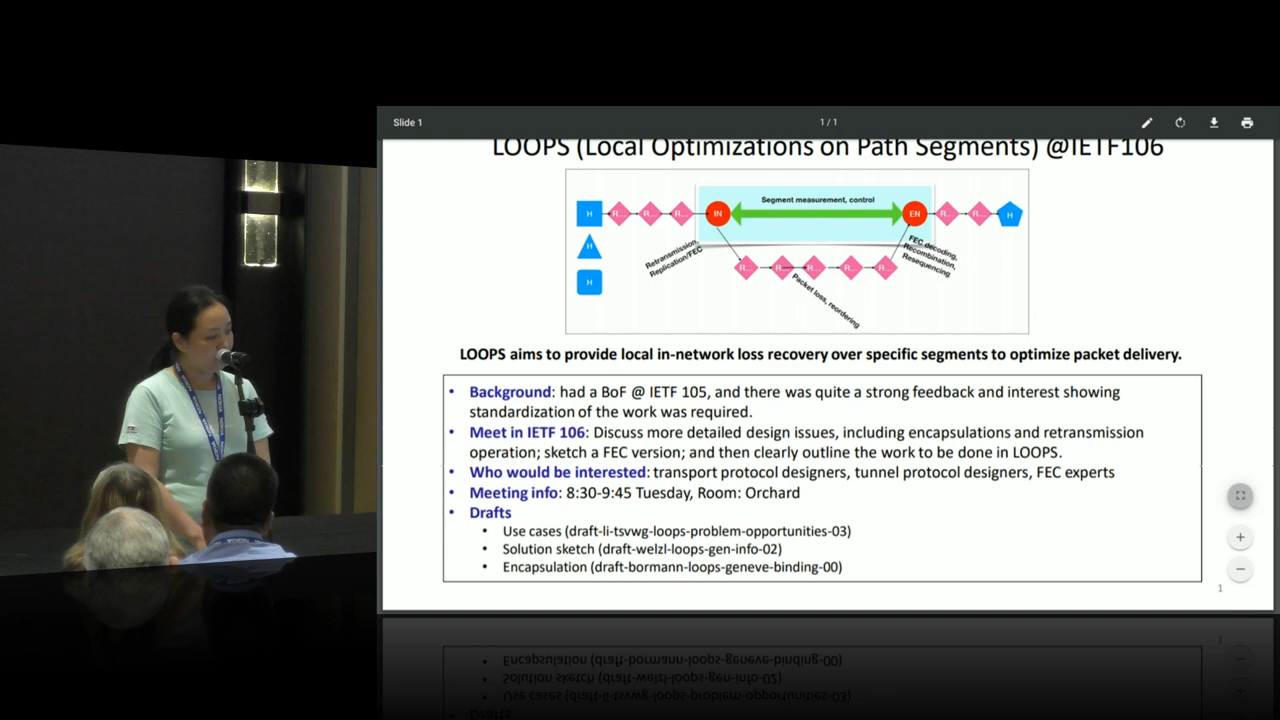 Slide 1
1 / 1
LOOPS (Local Optimizations on Path Segments) @IETF106
Segment measurement, control
H R... R... R... IN EN R... R... H
H
Retransmission,
Replication/FEC
FEC decoding,
Recombination,
Resequencing
R... R... R... R... R...
H
Packet loss, reordering
LOOPS aims to provide local in-network loss recovery over specific segments to optimize packet delivery.
• Background: had a BoF @ IETF 105, and there was quite a strong feedback and interest showing
standardization of the work was required.
• Meet in IETF 106: Discuss more detailed design issues, including encapsulations and retransmission
operation; sketch a FEC version; and then clearly outline the work to be done in LOOPS.
• Who would be interested: transport protocol designers, tunnel protocol designers, FEC experts
• Meeting info: 8:30-9:45 Tuesday, Room: Orchard
• Drafts
• Use cases (draft-li-tsvwg-loops-problem-opportunities-03)
• Solution sketch (draft-welzl-loops-gen-info-02)
• Encapsulation (draft-bormann-loops-geneve-binding-00)
1